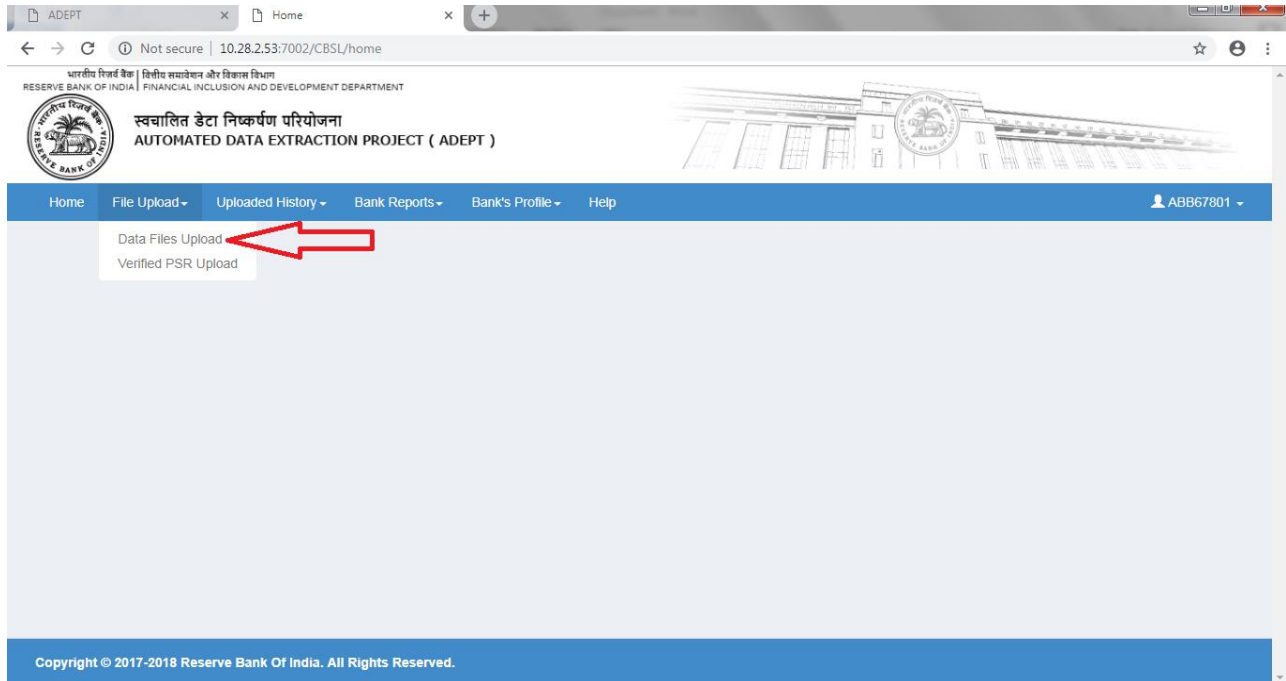 ADEPT
Home
Not secure | 10.28.2.53:7002/CBSL/home
भारतीय रिज़र्व बैंक | वित्तीय समावेशन और विकास विभाग
RESERVE BANK OF INDIA | FINANCIAL INCLUSION AND DEVELOPMENT DEPARTMENT
स्वचालित डेटा निष्कर्षण परियोजना
AUTOMATED DATA EXTRACTION PROJECT ( ADEPT )
Home File Upload Uploaded History Bank Reports Bank's Profile Help ABB67801
Data Files Upload
Verified PSR Upload
Copyright © 2017-2018 Reserve Bank Of India. All Rights Reserved.